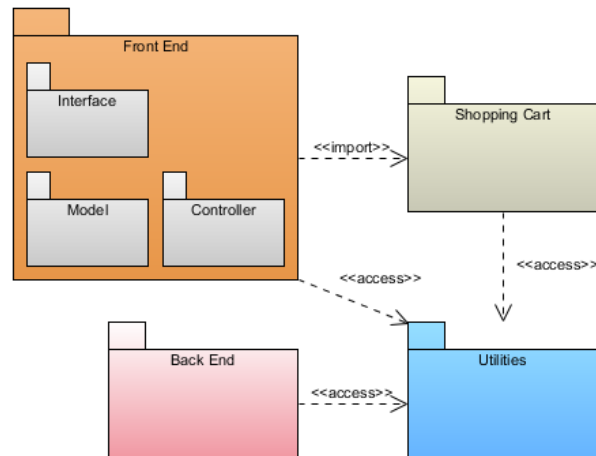 Front End
Interface
Shopping Cart
<<import>>
Model
Controller
<<access>>
<<access>>
Back End
Utilities
<<access>>